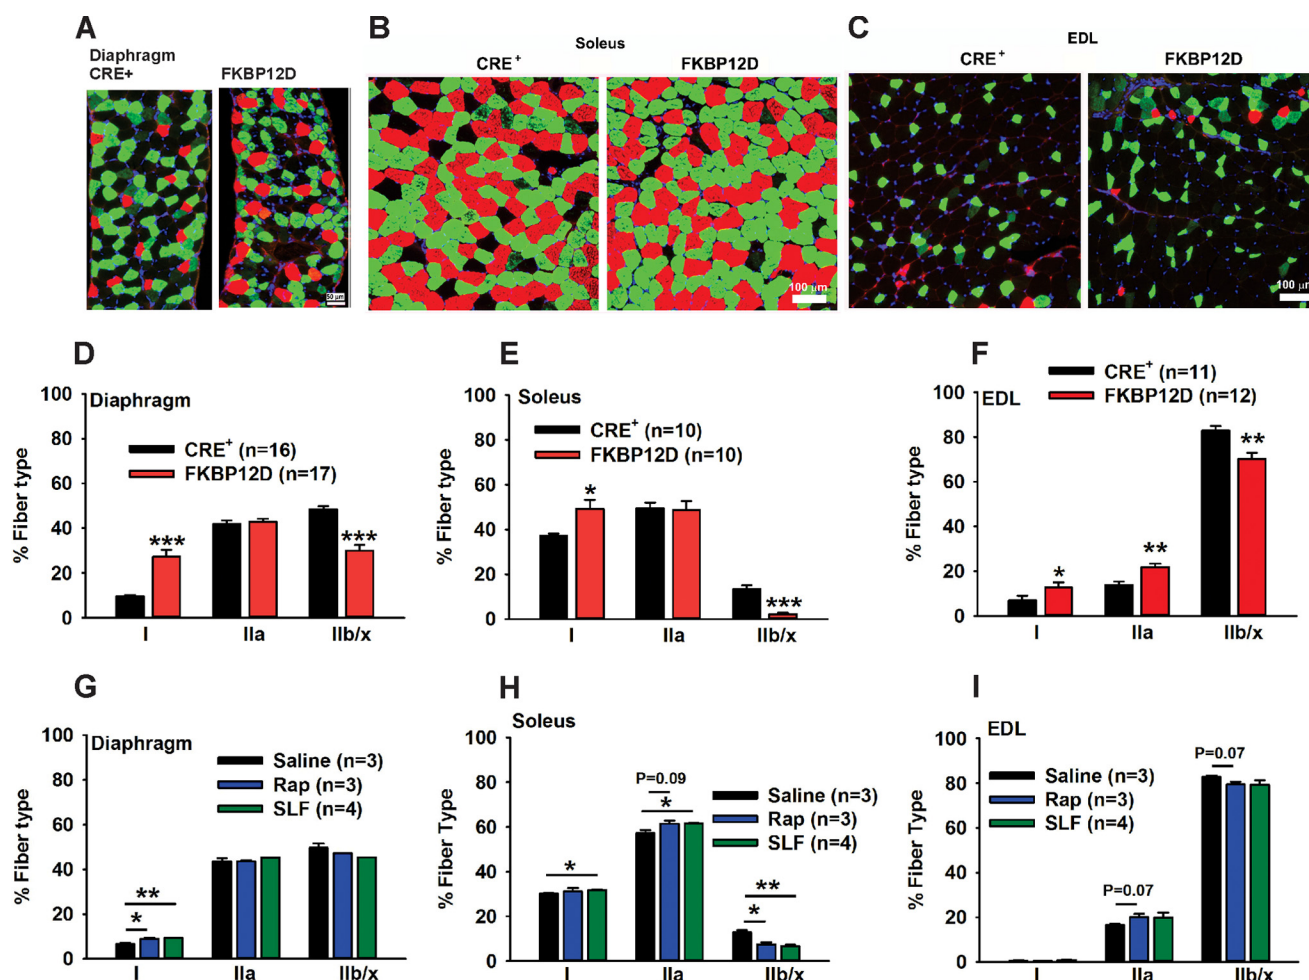 A
Diaphragm
CRE+
FKBP12D
50 μm
B
Soleus
CRE+
FKBP12D
100 μm
C
EDL
CRE+
FKBP12D
100 μm
D
% Fiber type
100
80
60
40
20
0
Diaphragm
CRE+ (n=16)
FKBP12D (n=17)
***
***
I
IIa
IIb/x
E
% Fiber type
100
80
60
40
20
0
Soleus
CRE+ (n=10)
FKBP12D (n=10)
*
***
I
IIa
IIb/x
F
% Fiber type
100
80
60
40
20
0
EDL
CRE+ (n=11)
FKBP12D (n=12)
*
**
**
I
IIa
IIb/x
G
% Fiber type
100
80
60
40
20
0
Diaphragm
Saline (n=3)
Rap (n=3)
SLF (n=4)
**
*
I
IIa
IIb/x
H
% Fiber Type
100
80
60
40
20
0
Soleus
P=0.09
*
Saline (n=3)
Rap (n=3)
SLF (n=4)
*
**
*
I
IIa
IIb/x
I
% Fiber Type
100
80
60
40
20
0
EDL
P=0.07
Saline (n=3)
Rap (n=3)
SLF (n=4)
P=0.07
I
IIa
IIb/x